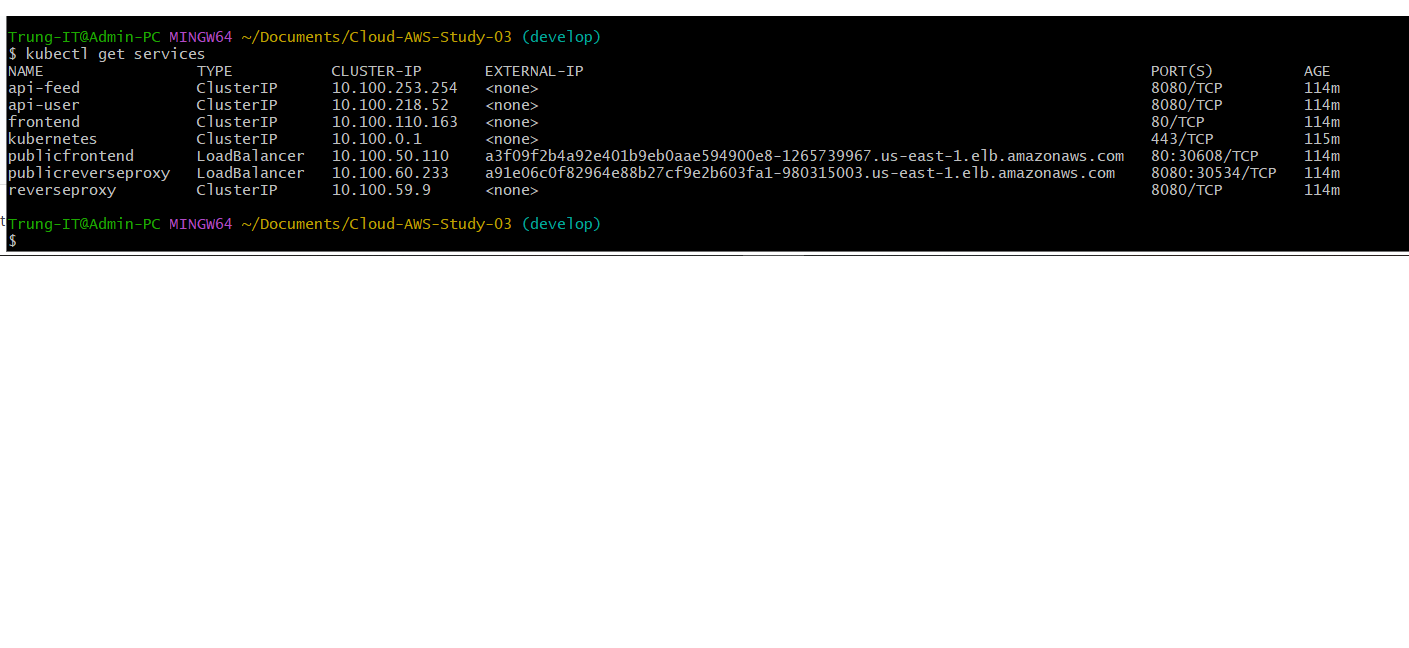 Trung-IT@Admin-PC MINGW64 ~/Documents/Cloud-AWS-Study-03 (develop)
$ kubectl get services
NAME TYPE CLUSTER-IP EXTERNAL-IP PORT(S) AGE
api-feed ClusterIP 10.100.253.254 <none> 8080/TCP 114m
api-user ClusterIP 10.100.218.52 <none> 8080/TCP 114m
frontend ClusterIP 10.100.110.163 <none> 80/TCP 114m
kubernetes ClusterIP 10.100.0.1 <none> 443/TCP 115m
publicfrontend LoadBalancer 10.100.50.110 a3f09f2b4a92e401b9eb0aae594900e8-1265739967.us-east-1.elb.amazonaws.com 80:30608/TCP 114m
publicreverseproxy LoadBalancer 10.100.60.233 a91e06c0f82964e88b27cf9e2b603fa1-980315003.us-east-1.elb.amazonaws.com 8080:30534/TCP 114m
reverseproxy ClusterIP 10.100.59.9 <none> 8080/TCP 114m
t
Trung-IT@Admin-PC MINGW64 ~/Documents/Cloud-AWS-Study-03 (develop)
$